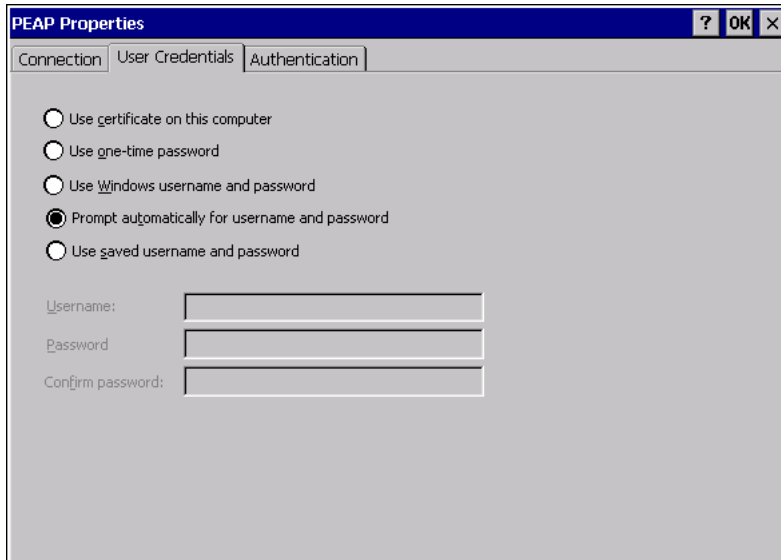 PEAP Properties ? OK ×
Connection User Credentials Authentication
Use certificate on this computer
Use one-time password
Use Windows username and password
Prompt automatically for username and password
Use saved username and password
Username:
Password
Confirm password: